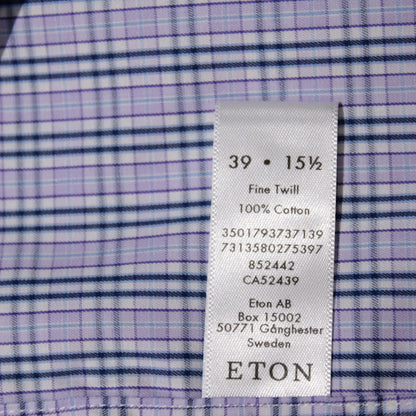 39 • 15½
Fine Twill
100% Cotton
3501793737139
7313580275397
852442
CA52439
Eton AB
Box 15002
50771 Gånghester
Sweden
ETON